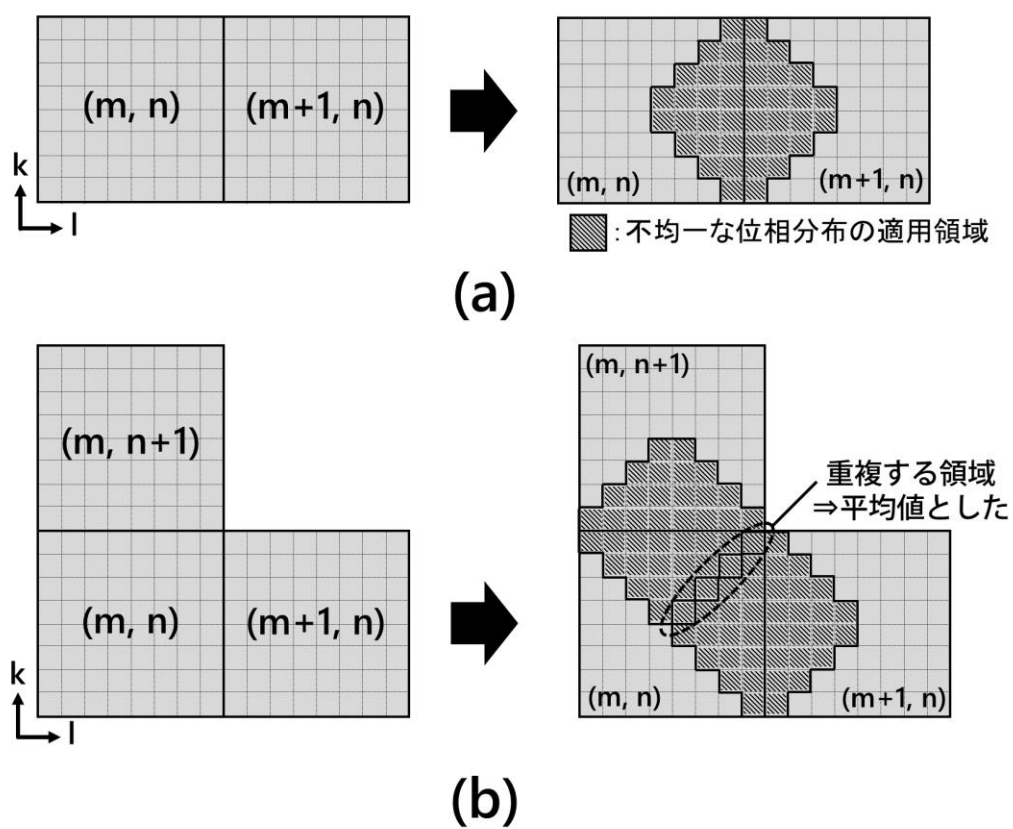 (m, n)
(m+1, n)
k
l
(m, n)
(m+1, n)
:不均一な位相分布の適用領域
(a)
(m, n+1)
(m, n)
(m+1, n)
k
l
(m, n+1)
重複する領域
⇒平均値とした
(m, n)
(m+1, n)
(b)